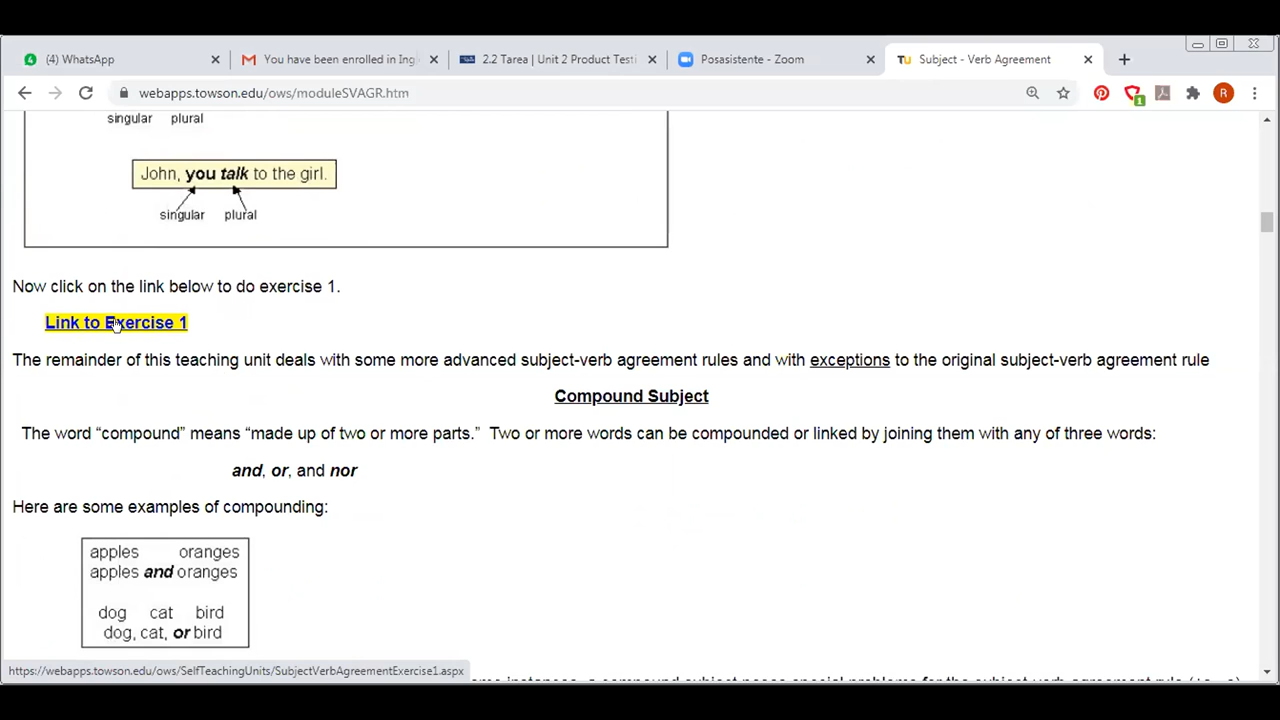 (4) WhatsApp
You have been enrolled in Ingl
2.2 Tarea | Unit 2 Product Testi
Posasistente - Zoom
TU Subject - Verb Agreement
webapps.towson.edu/ows/moduleSVAGR.htm
singular plural
John, you talk to the girl.
singular plural
Now click on the link below to do exercise 1.
Link to Exercise 1
The remainder of this teaching unit deals with some more advanced subject-verb agreement rules and with exceptions to the original subject-verb agreement rule
Compound Subject
The word “compound” means “made up of two or more parts.” Two or more words can be compounded or linked by joining them with any of three words:
and, or, and nor
Here are some examples of compounding:
apples oranges
apples and oranges
dog cat bird
dog, cat, or bird
https://webapps.towson.edu/ows/SelfTeachingUnits/SubjectVerbAgreementExercise1.aspx